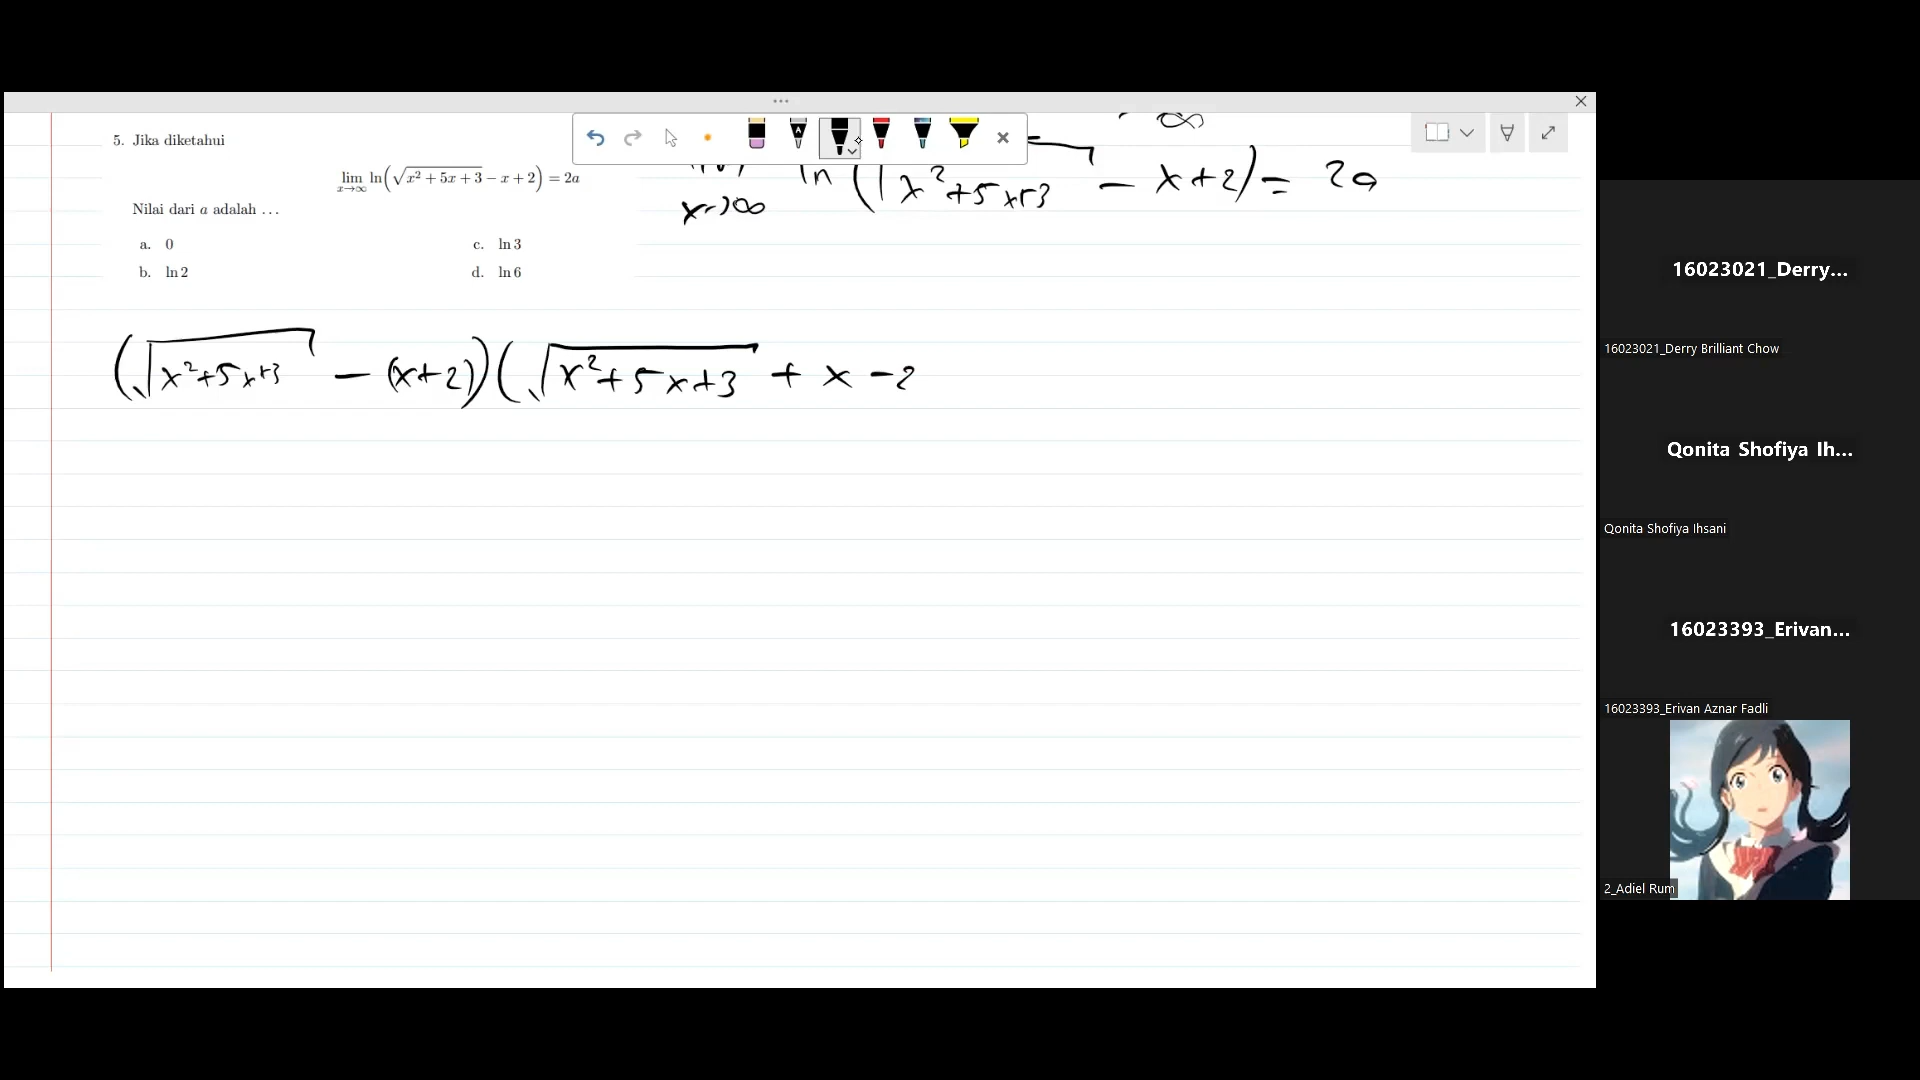 5. Jika diketahui
lim x→∞ ln(√x² + 5x + 3 − x + 2) = 2a
Nilai dari a adalah ...
a. 0
b. ln 2
c. ln 3
d. ln 6
∞
x→∞ ln (√x²+5x+3 − x+2) = 2a
(√x²+5x+3 − (x+2)) (√x²+5x+3 + x − 2
16023021_Derry...
16023021_Derry Brilliant Chow
Qonita Shofiya Ih...
Qonita Shofiya Ihsani
16023393_Erivan...
16023393_Erivan Aznar Fadli
2_Adiel Rum